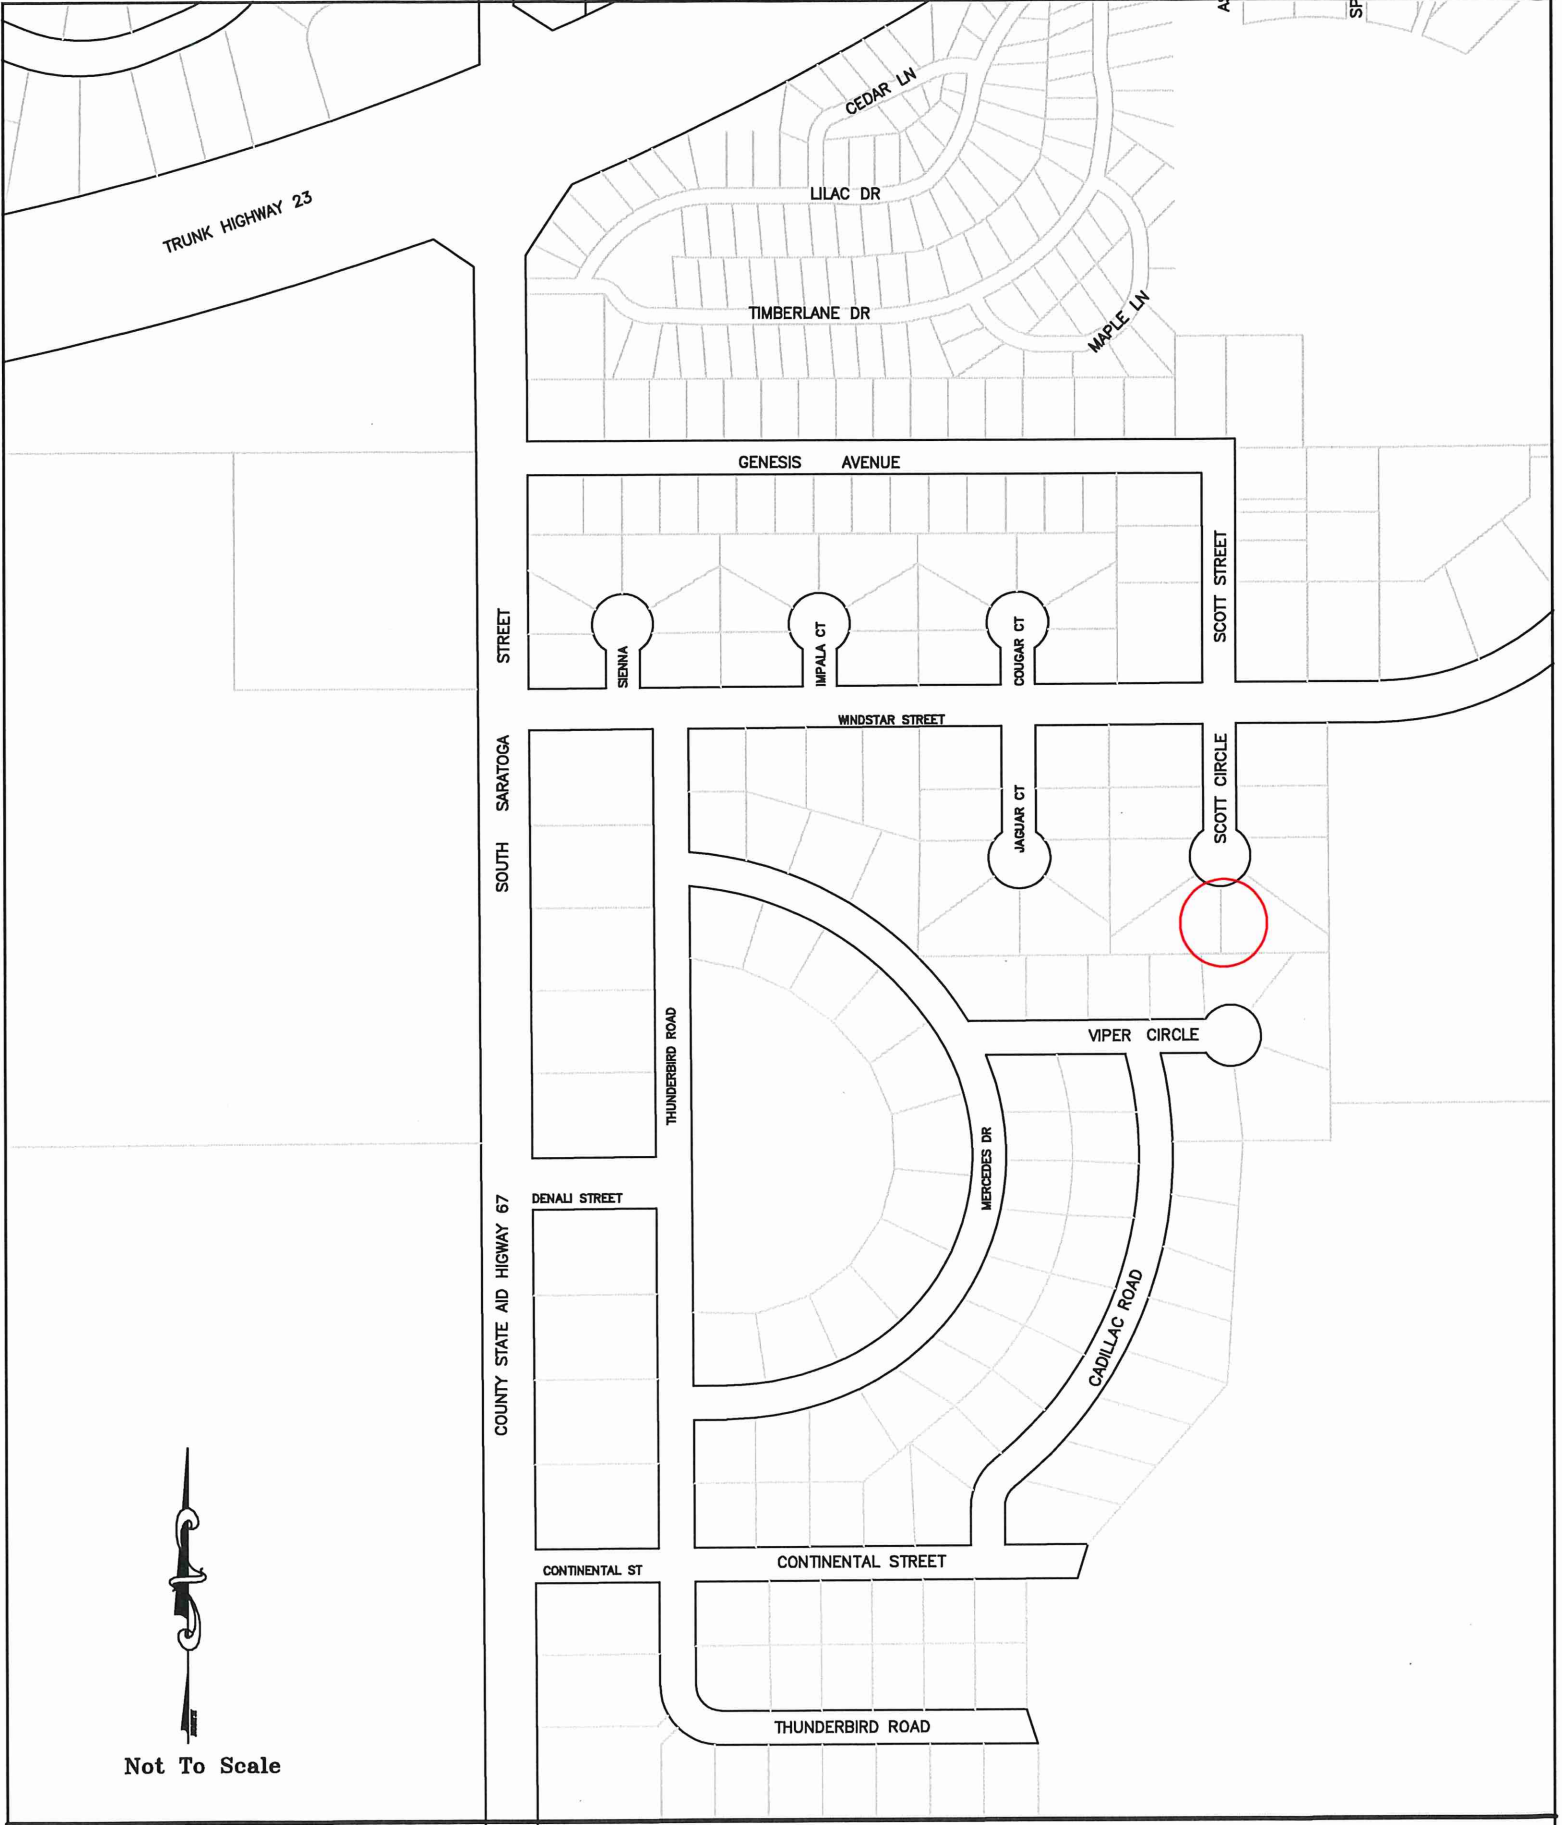 CEDAR LN
TRUNK HIGHWAY 23
LILAC DR
TIMBERLANE DR
MAPLE LN
GENESIS AVENUE
SCOTT STREET
SIENNA
IMPALA CT
COUGAR CT
WINDSTAR STREET
SOUTH SARATOGA STREET
JAGUAR CT
SCOTT CIRCLE
THUNDERBIRD ROAD
VIPER CIRCLE
MERCEDES DR
DENALI STREET
COUNTY STATE AID HIGWAY 67
CADILLAC ROAD
CONTINENTAL ST
CONTINENTAL STREET
THUNDERBIRD ROAD
Not To Scale